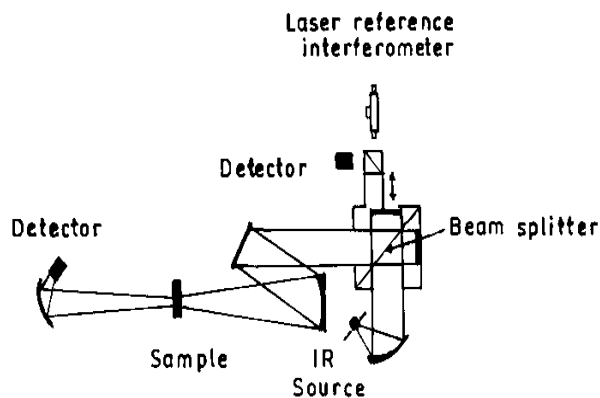 Laser reference
interferometer
Detector
Beam splitter
Detector
Sample
IR
Source